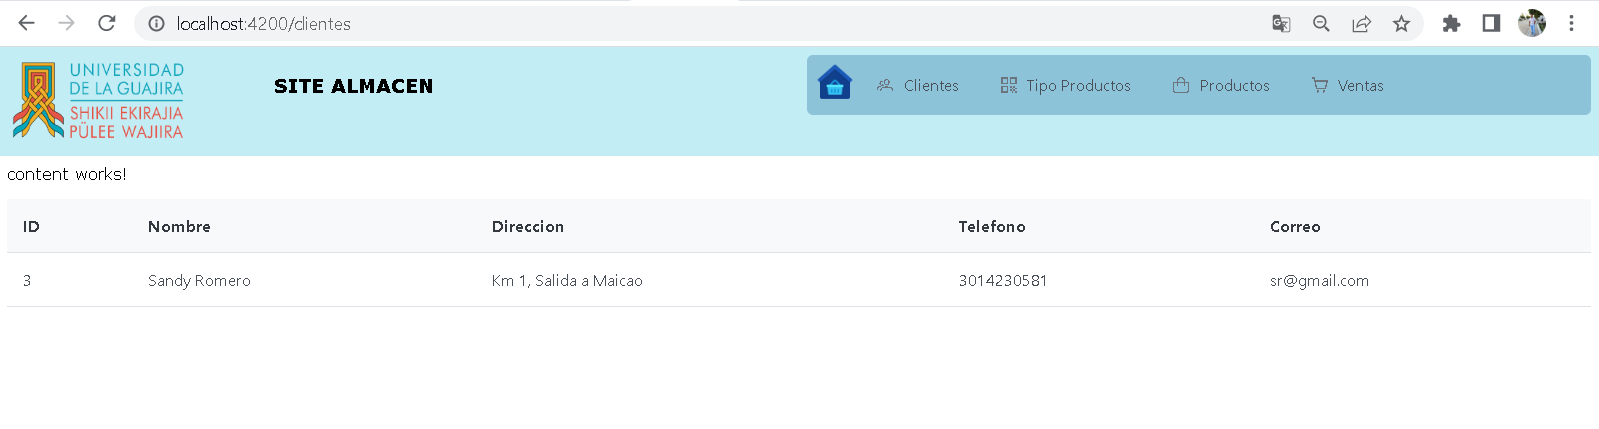 localhost:4200/clientes
UNIVERSIDAD
DE LA GUAJIRA
SHIKII EKIRAJIA
PÜLEE WAJIIRA
SITE ALMACEN
Clientes Tipo Productos Productos Ventas
content works!
ID Nombre Direccion Telefono Correo
3 Sandy Romero Km 1, Salida a Maicao 3014230581 sr@gmail.com